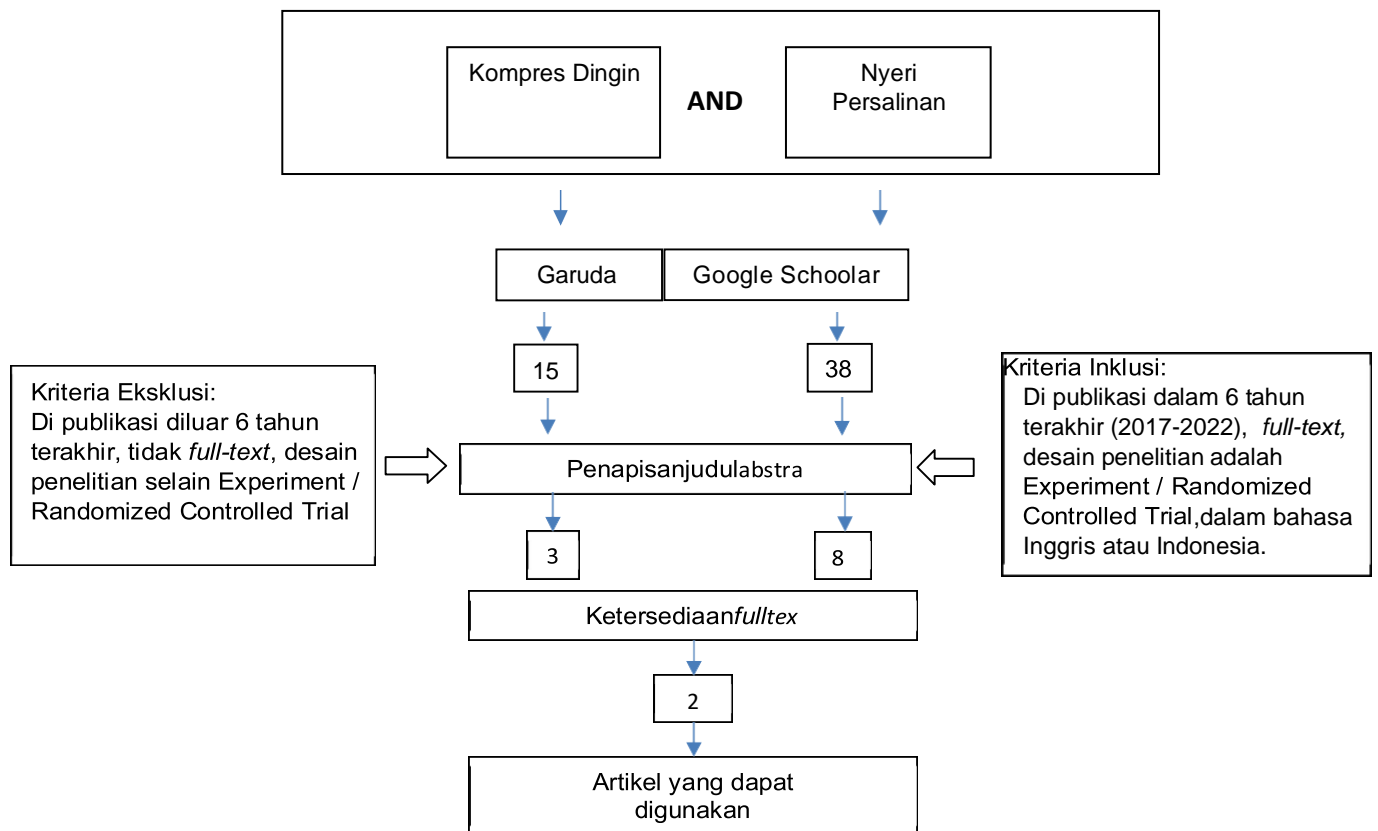 Kompres Dingin
AND
Nyeri
Persalinan
Garuda
Google Schoolar
15
38
Kriteria Eksklusi:
Di publikasi diluar 6 tahun
terakhir, tidak full-text, desain
penelitian selain Experiment /
Randomized Controlled Trial
Penapisanjudulabstra
Kriteria Inklusi:
Di publikasi dalam 6 tahun
terakhir (2017-2022), full-text,
desain penelitian adalah
Experiment / Randomized
Controlled Trial,dalam bahasa
Inggris atau Indonesia.
3
8
Ketersediaanfulltex
2
Artikel yang dapat
digunakan